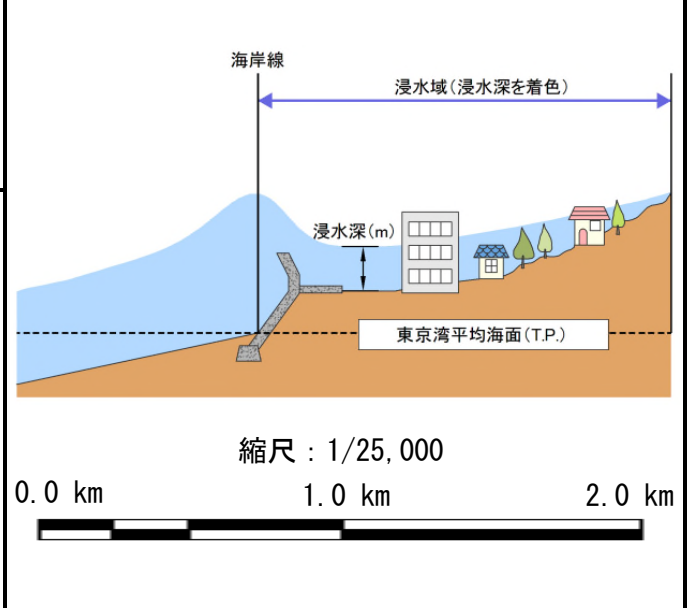 海岸線
浸水域(浸水深を着色)
浸水深(m)
東京湾平均海面(T.P.)
縮尺：1/25,000
0.0 km 1.0 km 2.0 km